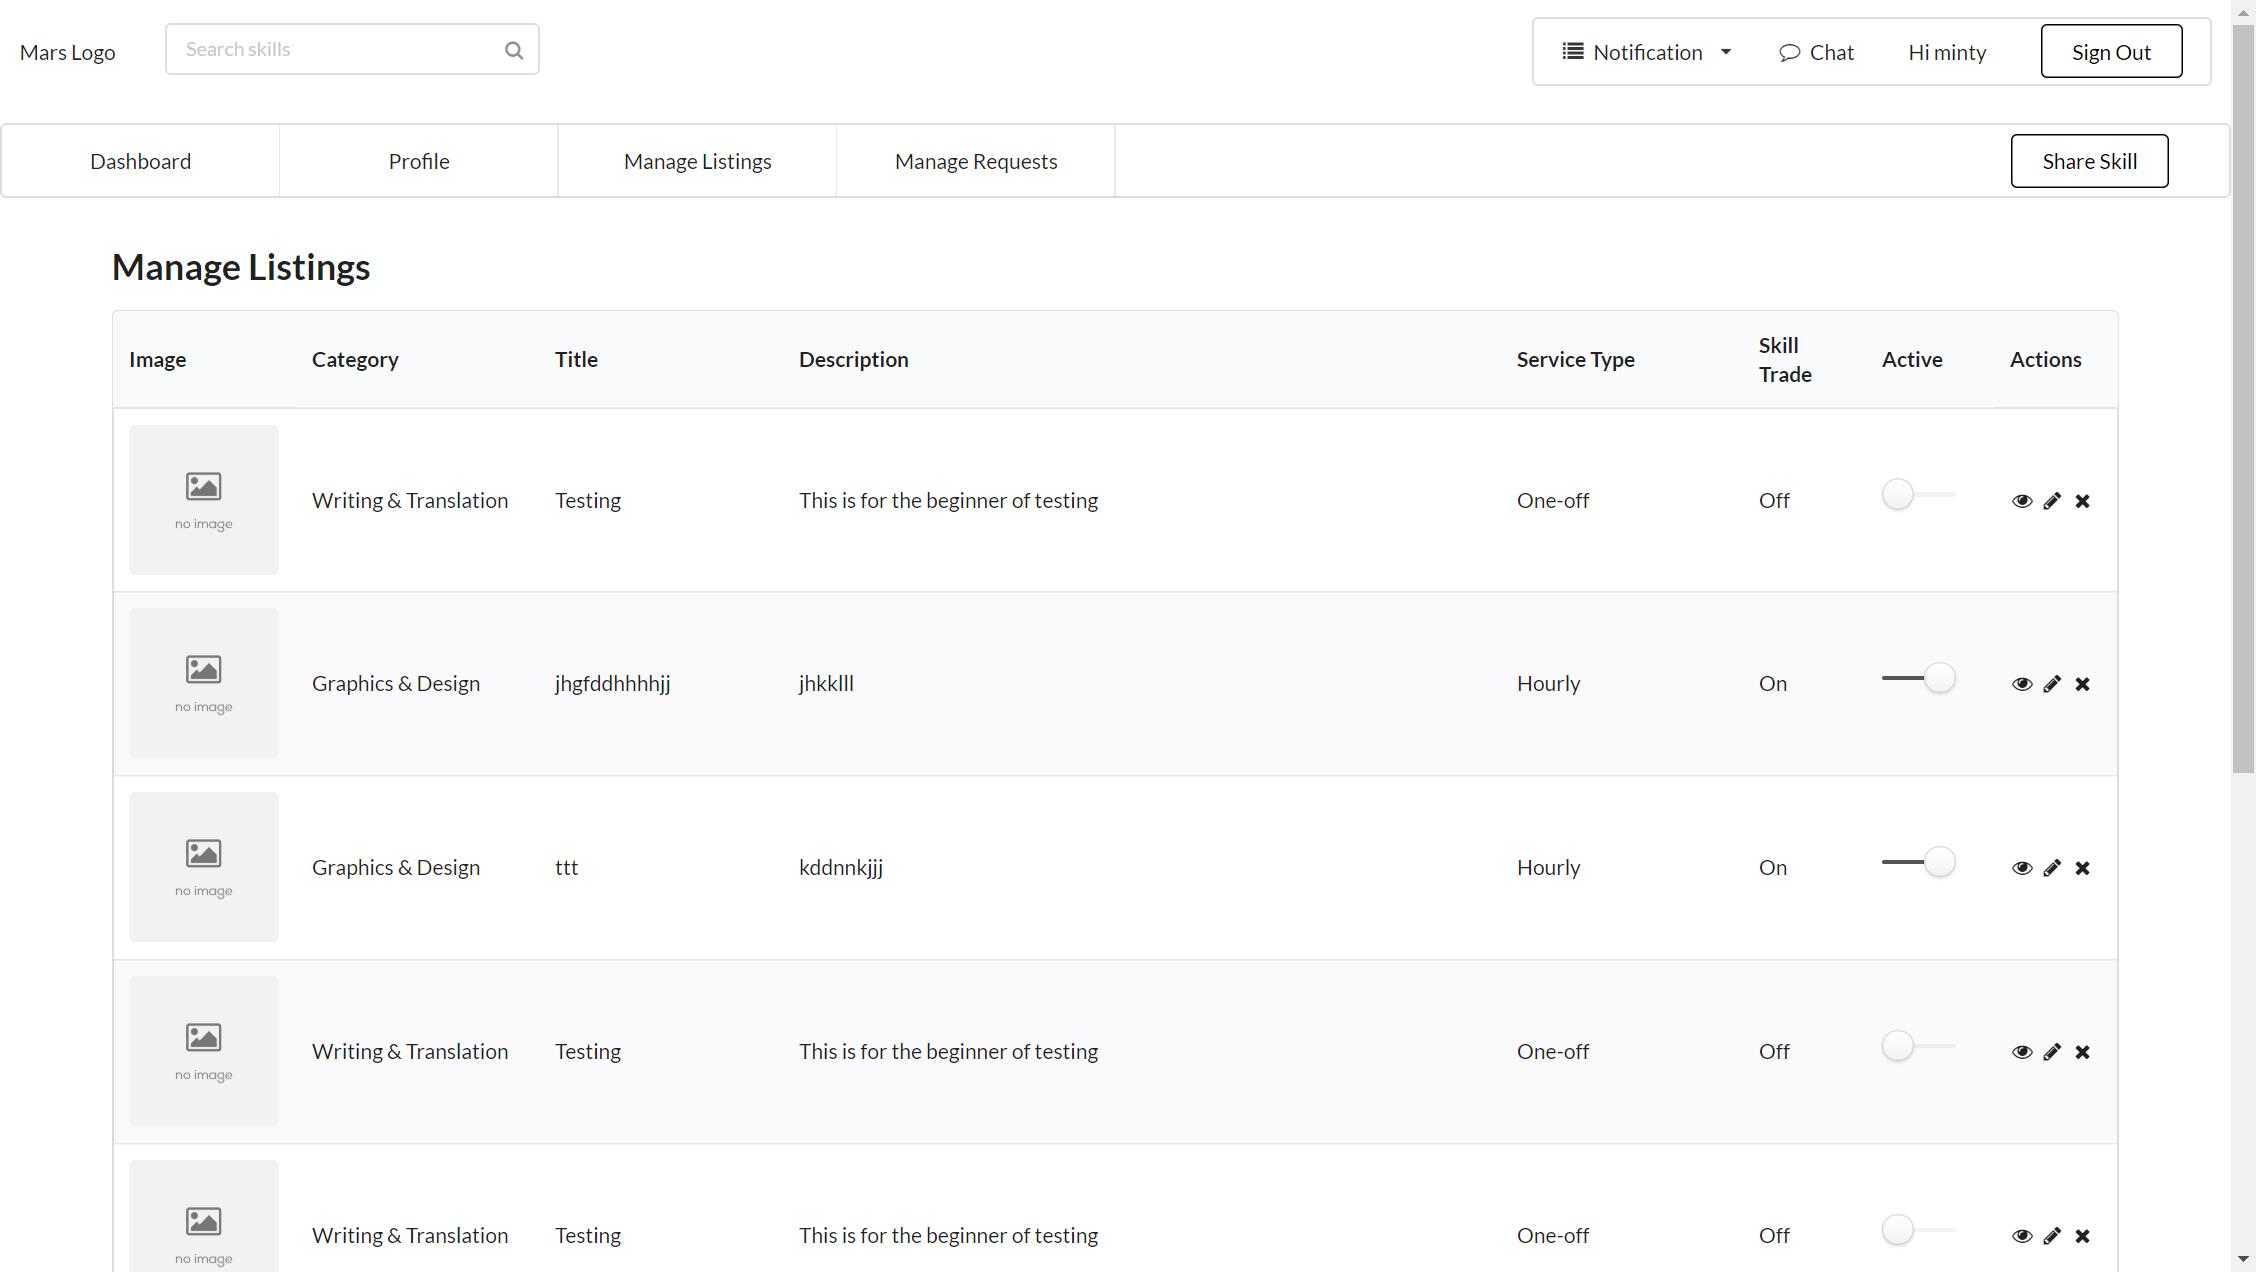 Mars Logo
Search skills
Notification
Chat
Hi minty
Sign Out
Dashboard
Profile
Manage Listings
Manage Requests
Share Skill
Manage Listings
Image
Category
Title
Description
Service Type
Skill
Trade
Active
Actions
no image
Writing & Translation
Testing
This is for the beginner of testing
One-off
Off
no image
Graphics & Design
jhgfddhhhhjj
jhkklll
Hourly
On
no image
Graphics & Design
ttt
kddnnkjjj
Hourly
On
no image
Writing & Translation
Testing
This is for the beginner of testing
One-off
Off
no image
Writing & Translation
Testing
This is for the beginner of testing
One-off
Off